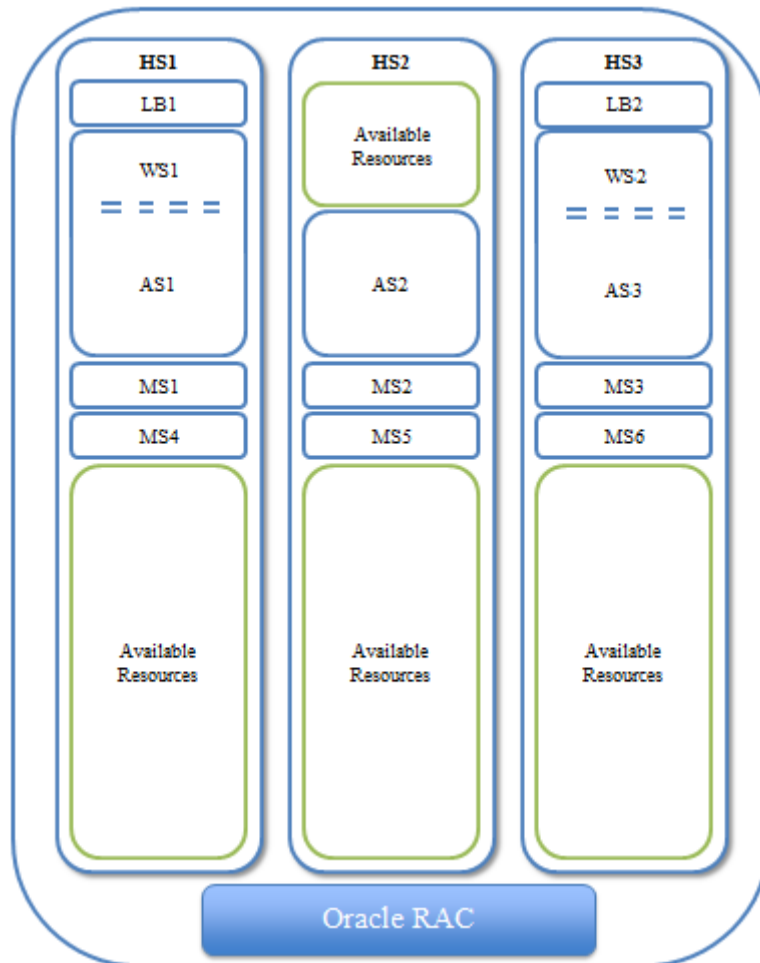 HS1
LB1
WS1
AS1
MS1
MS4
Available
Resources
HS2
Available
Resources
AS2
MS2
MS5
Available
Resources
HS3
LB2
WS2
AS3
MS3
MS6
Available
Resources
Oracle RAC